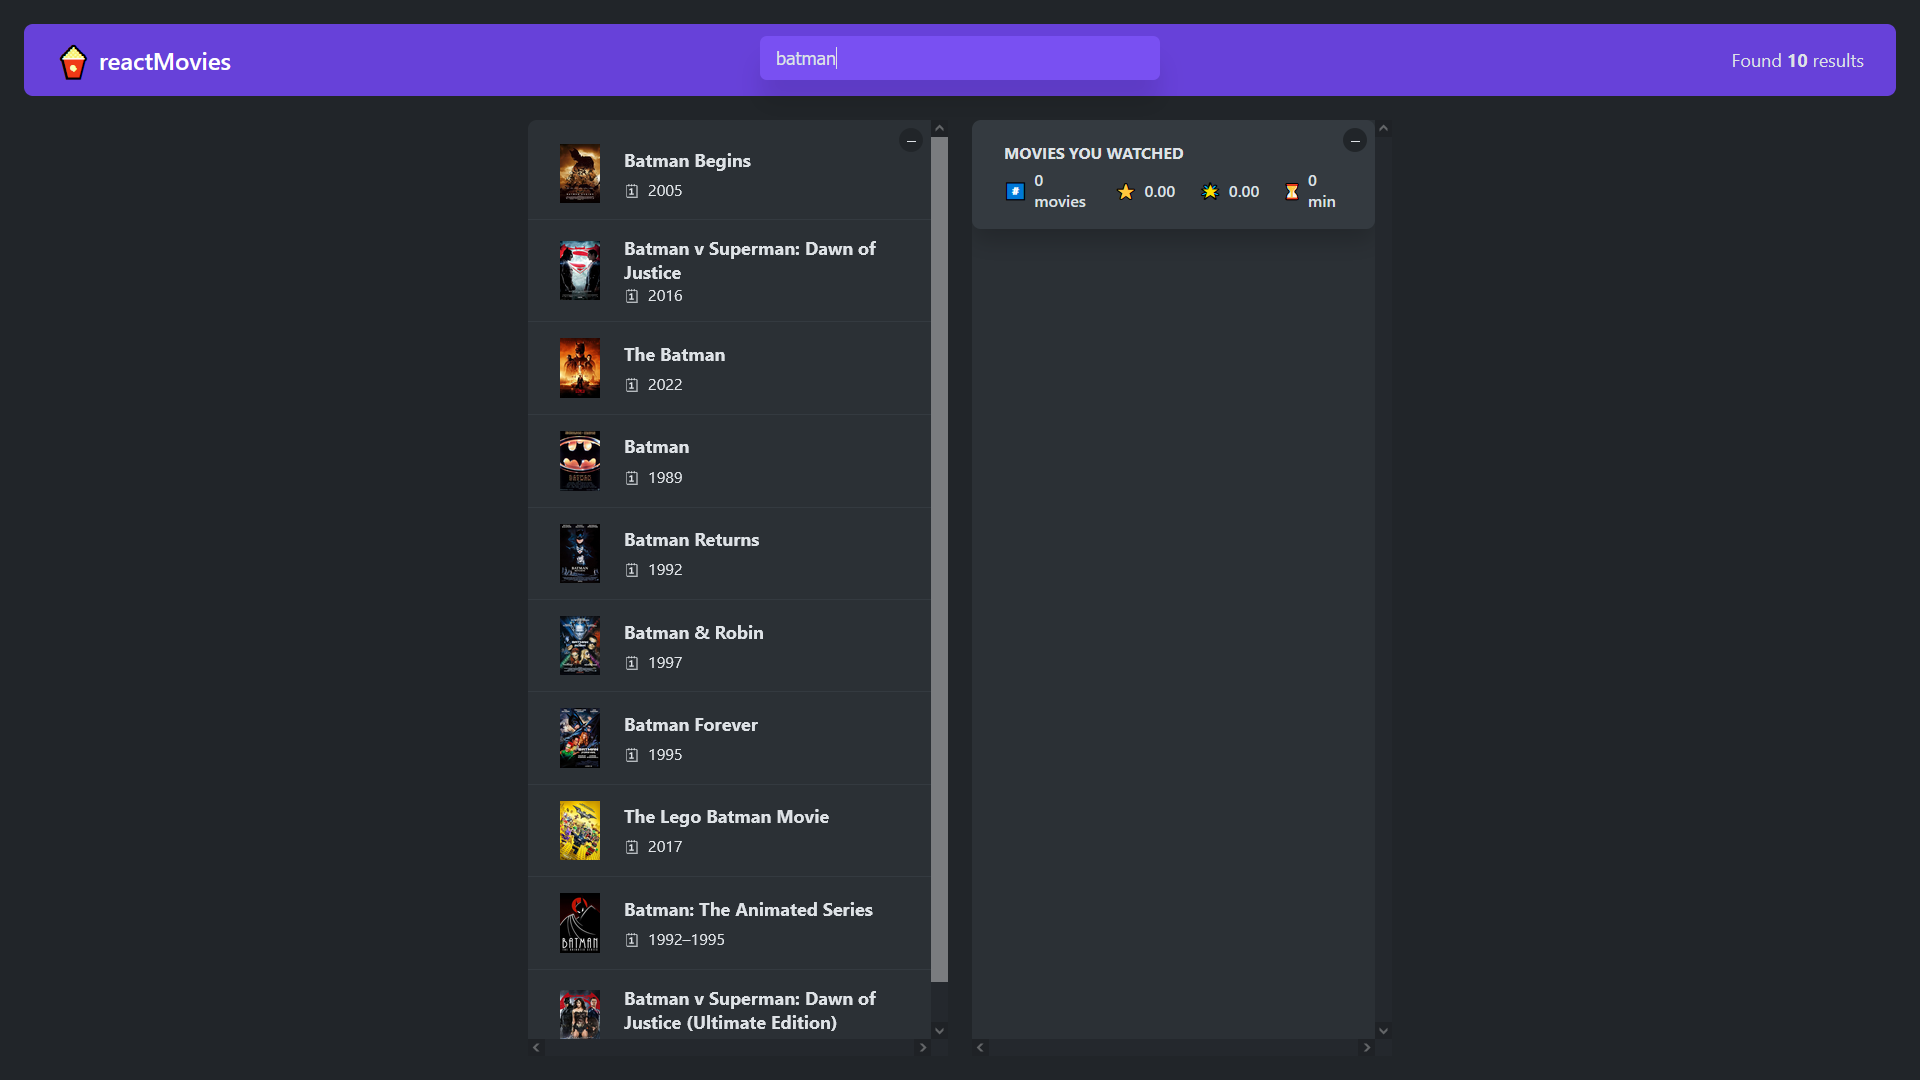 reactMovies
batman
Found 10 results
Batman Begins
2005
Batman v Superman: Dawn of
Justice
2016
The Batman
2022
Batman
1989
Batman Returns
1992
Batman & Robin
1997
Batman Forever
1995
The Lego Batman Movie
2017
BATMAN
Batman: The Animated Series
1992–1995
Batman v Superman: Dawn of
Justice (Ultimate Edition)
MOVIES YOU WATCHED
0
movies
0.00
0.00
0
min